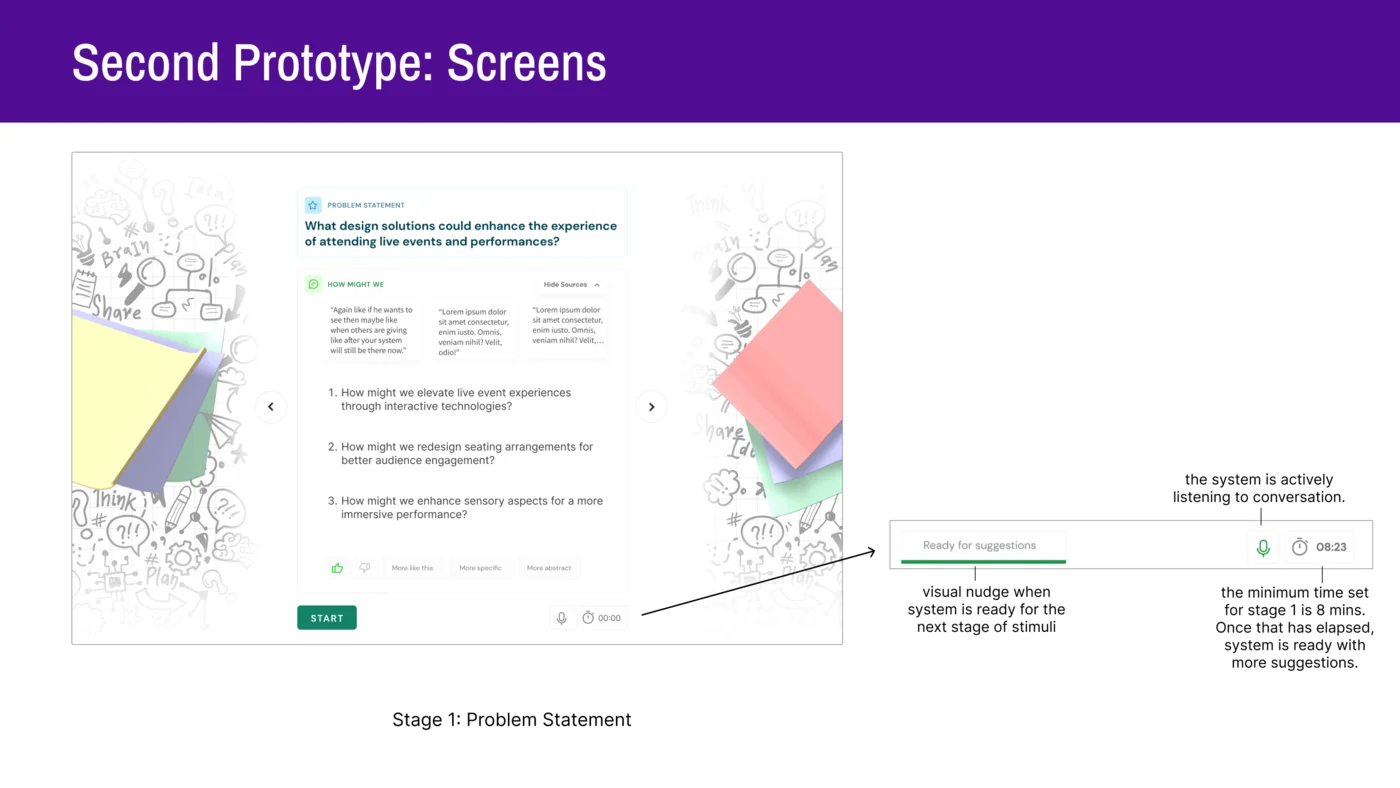 Second Prototype: Screens
PROBLEM STATEMENT
What design solutions could enhance the experience
of attending live events and performances?
HOW MIGHT WE
Hide Sources
"Again like if he wants to
see then maybe like
when others are giving
like after your system
will still be there now."
"Lorem ipsum dolor
sit amet consectetur,
enim iusto. Omnis,
veniam nihil? Velit,
odio!"
"Lorem ipsum dolor
sit amet consectetur,
enim iusto. Omnis,
veniam nihil? Velit,...
1. How might we elevate live event experiences
through interactive technologies?
2. How might we redesign seating arrangements for
better audience engagement?
3. How might we enhance sensory aspects for a more
immersive performance?
More like this
More specific
More abstract
START
00:00
Idea
Brain
Share
Think
Plan
Think
Brain
Plan
Share
Plan
the system is actively
listening to conversation.
Ready for suggestions
08:23
visual nudge when
system is ready for the
next stage of stimuli
the minimum time set
for stage 1 is 8 mins.
Once that has elapsed,
system is ready with
more suggestions.
Stage 1: Problem Statement